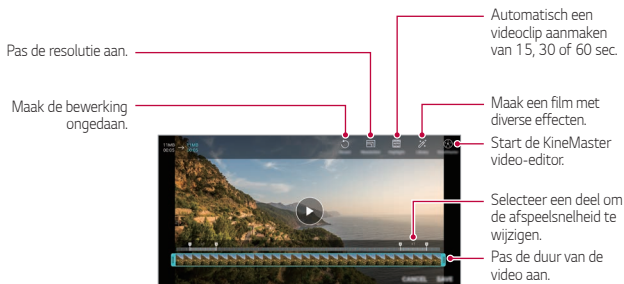 Automatisch een
videoclip aanmaken
van 15, 30 of 60 sec.
Pas de resolutie aan.
Maak de bewerking
ongedaan.
Maak een film met
diverse effecten.
Start de KineMaster
video-editor.
Selecteer een deel om
de afspeelsnelheid te
wijzigen.
Pas de duur van de
video aan.
CANCEL SAVE